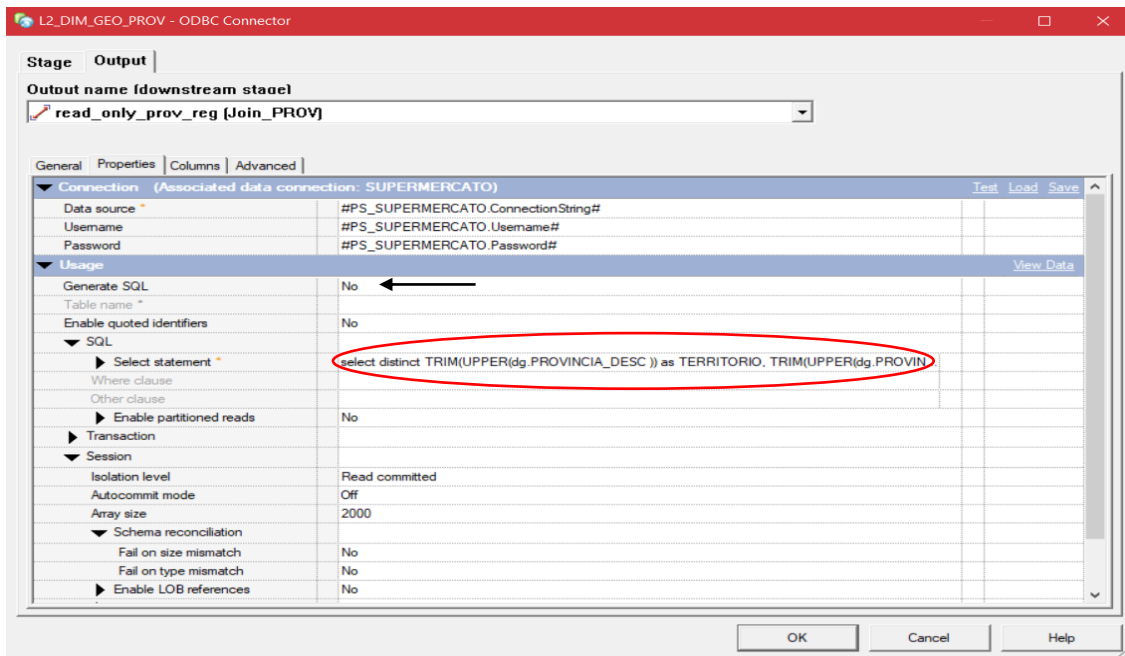 L2_DIM_GEO_PROV - ODBC Connector
Stage Output
Output name (downstream stage)
read_only_prov_reg (Join_PROV)
General Properties Columns Advanced
Connection (Associated data connection: SUPERMERCATO) Test Load Save
Data source * #PS_SUPERMERCATO.ConnectionString#
Username #PS_SUPERMERCATO.Username#
Password #PS_SUPERMERCATO.Password#
Usage View Data
Generate SQL No
Table name *
Enable quoted identifiers No
SQL
Select statement * select distinct TRIM(UPPER(dg.PROVINCIA_DESC )) as TERRITORIO, TRIM(UPPER(dg.PROVIN...
Where clause
Other clause
Enable partitioned reads No
Transaction
Session
Isolation level Read committed
Autocommit mode Off
Array size 2000
Schema reconciliation
Fail on size mismatch No
Fail on type mismatch No
Enable LOB references No
OK Cancel Help